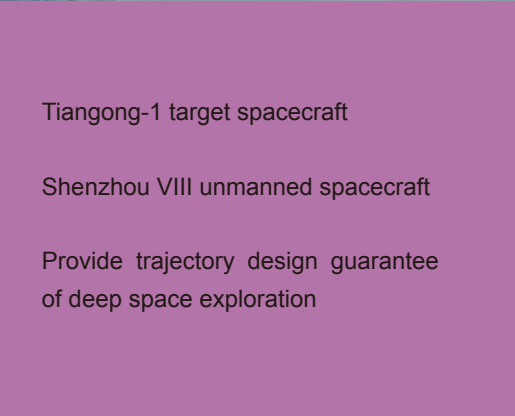 Tiangong-1 target spacecraft
Shenzhou VIII unmanned spacecraft
Provide trajectory design guarantee
of deep space exploration